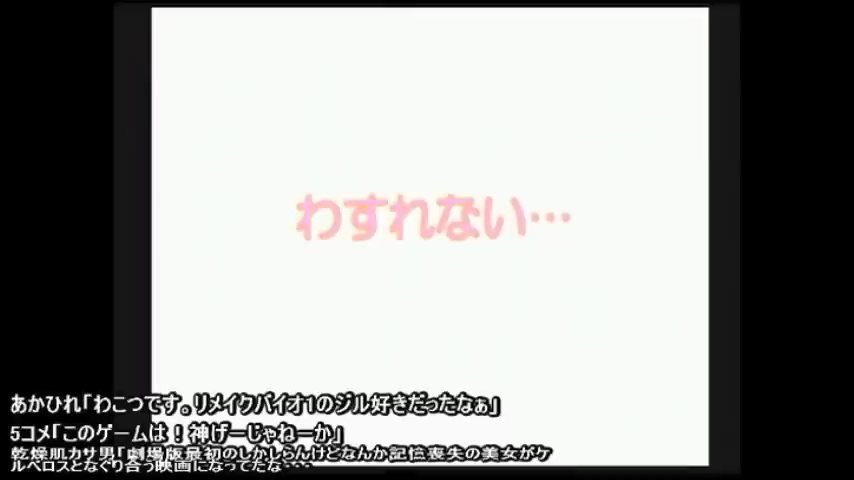 わすれない…
あかひれ「わこつです。リメイクバイオ1のジル好きだったなぁ」
5コメ「このゲームは！神げーじゃねーか」
乾燥肌カサ男「劇場版最初のしかしらんけどなんか記憶喪失の美女がケ
ルベロスとなぐり合う映画になってたな・・・